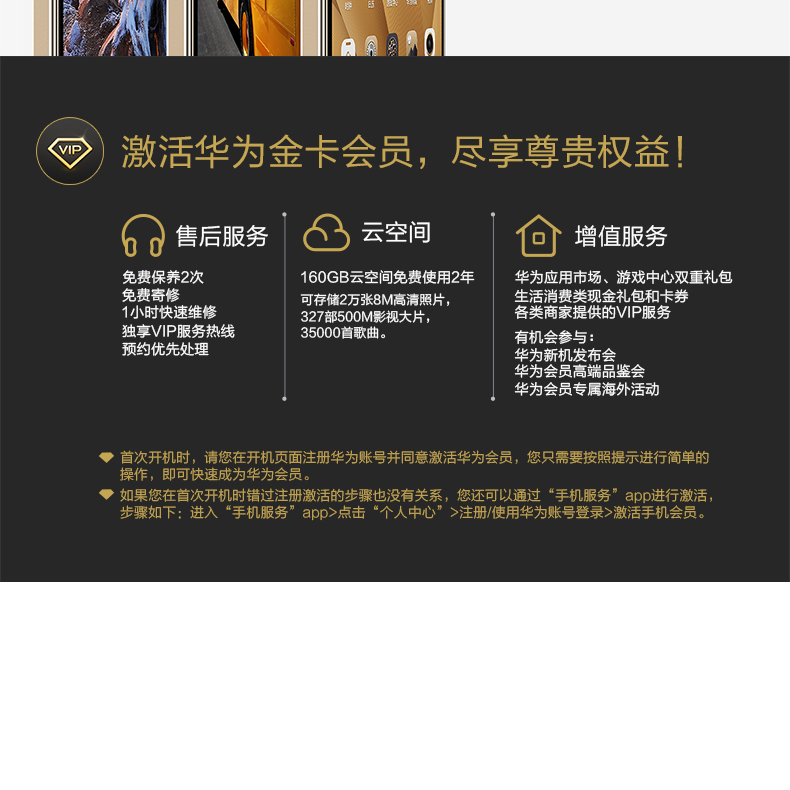 VIP
激活华为金卡会员，尽享尊贵权益！
售后服务
免费保养2次
免费寄修
1小时快速维修
独享VIP服务热线
预约优先处理
云空间
160GB云空间免费使用2年
可存储2万张8M高清照片，
327部500M影视大片，
35000首歌曲。
增值服务
华为应用市场、游戏中心双重礼包
生活消费类现金礼包和卡券
各类商家提供的VIP服务
有机会参与：
华为新机发布会
华为会员高端品鉴会
华为会员专属海外活动
首次开机时，请您在开机页面注册华为账号并同意激活华为会员，您只需要按照提示进行简单的
操作，即可快速成为华为会员。
如果您在首次开机时错过注册激活的步骤也没有关系，您还可以通过“手机服务”app进行激活，
步骤如下：进入“手机服务”app>点击“个人中心”>注册/使用华为账号登录>激活手机会员。